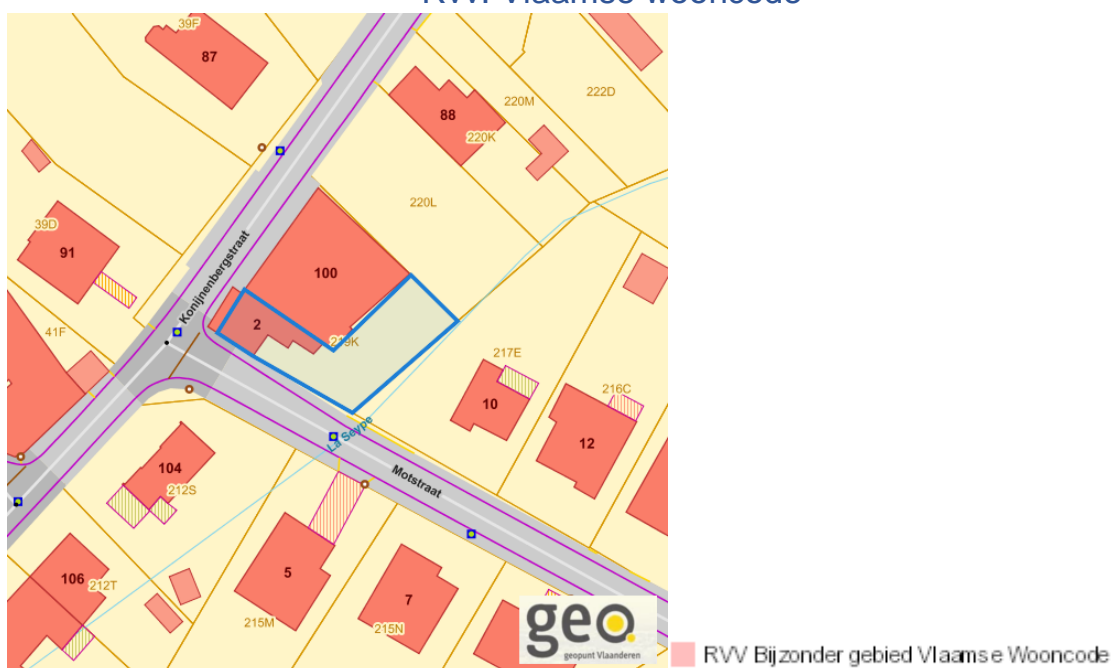 RVV: Vlaamse wooncode
39F
87
88
220M
222D
220K
220L
39D
91
Konijnenbergstraat
100
2
219K
41F
217E
216C
10
12
La Seype
Motstraat
104
212S
106
212T
5
7
215M
215N
geo.
geopunt Vlaanderen
RVV Bijzonder gebied Vlaamse Wooncode